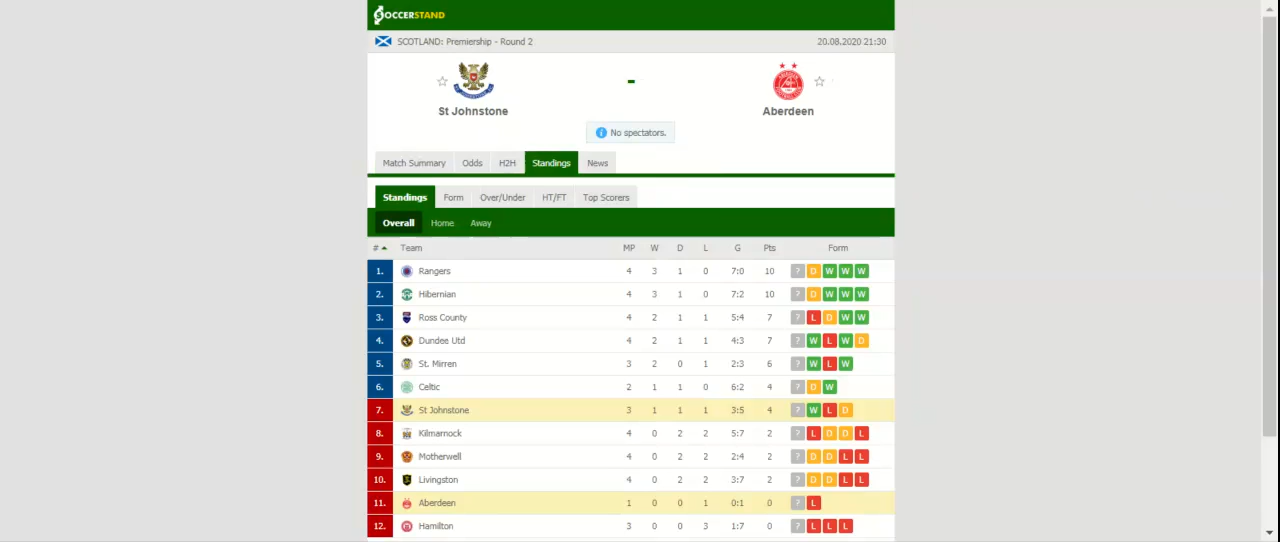 SOCCERSTAND
SCOTLAND: Premiership - Round 2 20.08.2020 21:30
-
St Johnstone Aberdeen
No spectators.
Match Summary Odds H2H Standings News
Standings Form Over/Under HT/FT Top Scorers
Overall Home Away
# Team MP W D L G Pts Form
1. Rangers 4 3 1 0 7:0 10 ? D W W W
2. Hibernian 4 3 1 0 7:2 10 ? D W W W
3. Ross County 4 2 1 1 5:4 7 ? L D W W
4. Dundee Utd 4 2 1 1 4:3 7 ? W L W D
5. St. Mirren 3 2 0 1 2:3 6 ? W L W
6. Celtic 2 1 1 0 6:2 4 ? D W
7. St Johnstone 3 1 1 1 3:5 4 ? W L D
8. Kilmarnock 4 0 2 2 5:7 2 ? L D D L
9. Motherwell 4 0 2 2 2:4 2 ? D D L L
10. Livingston 4 0 2 2 3:7 2 ? D D L L
11. Aberdeen 1 0 0 1 0:1 0 ? L
12. Hamilton 3 0 0 3 1:7 0 ? L L L